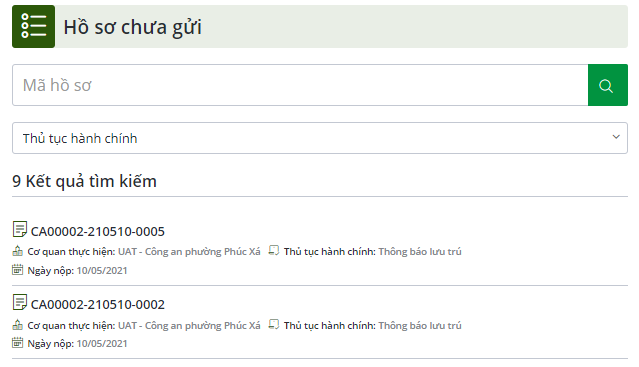 Hồ sơ chưa gửi
Mã hồ sơ
Thủ tục hành chính
9 Kết quả tìm kiếm
CA00002-210510-0005
Cơ quan thực hiện: UAT - Công an phường Phúc Xá Thủ tục hành chính: Thông báo lưu trú
Ngày nộp: 10/05/2021
CA00002-210510-0002
Cơ quan thực hiện: UAT - Công an phường Phúc Xá Thủ tục hành chính: Thông báo lưu trú
Ngày nộp: 10/05/2021